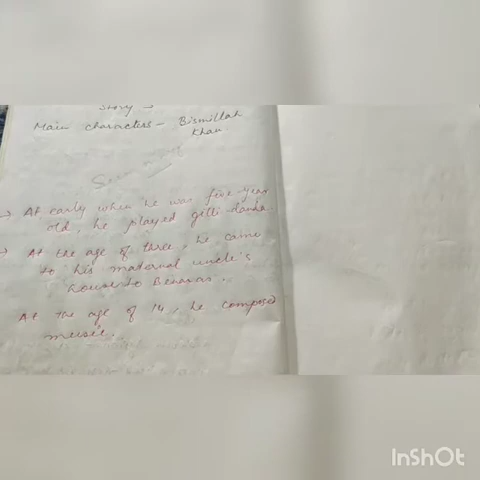 Story →
Main characters – Bismillah
Khan
→ At early when he was five year
old, he played gilli danda.
→ At the age of three, he came
to his maternal uncle's
house to Benaras.
At the age of 14, he composed
music.
InShOt